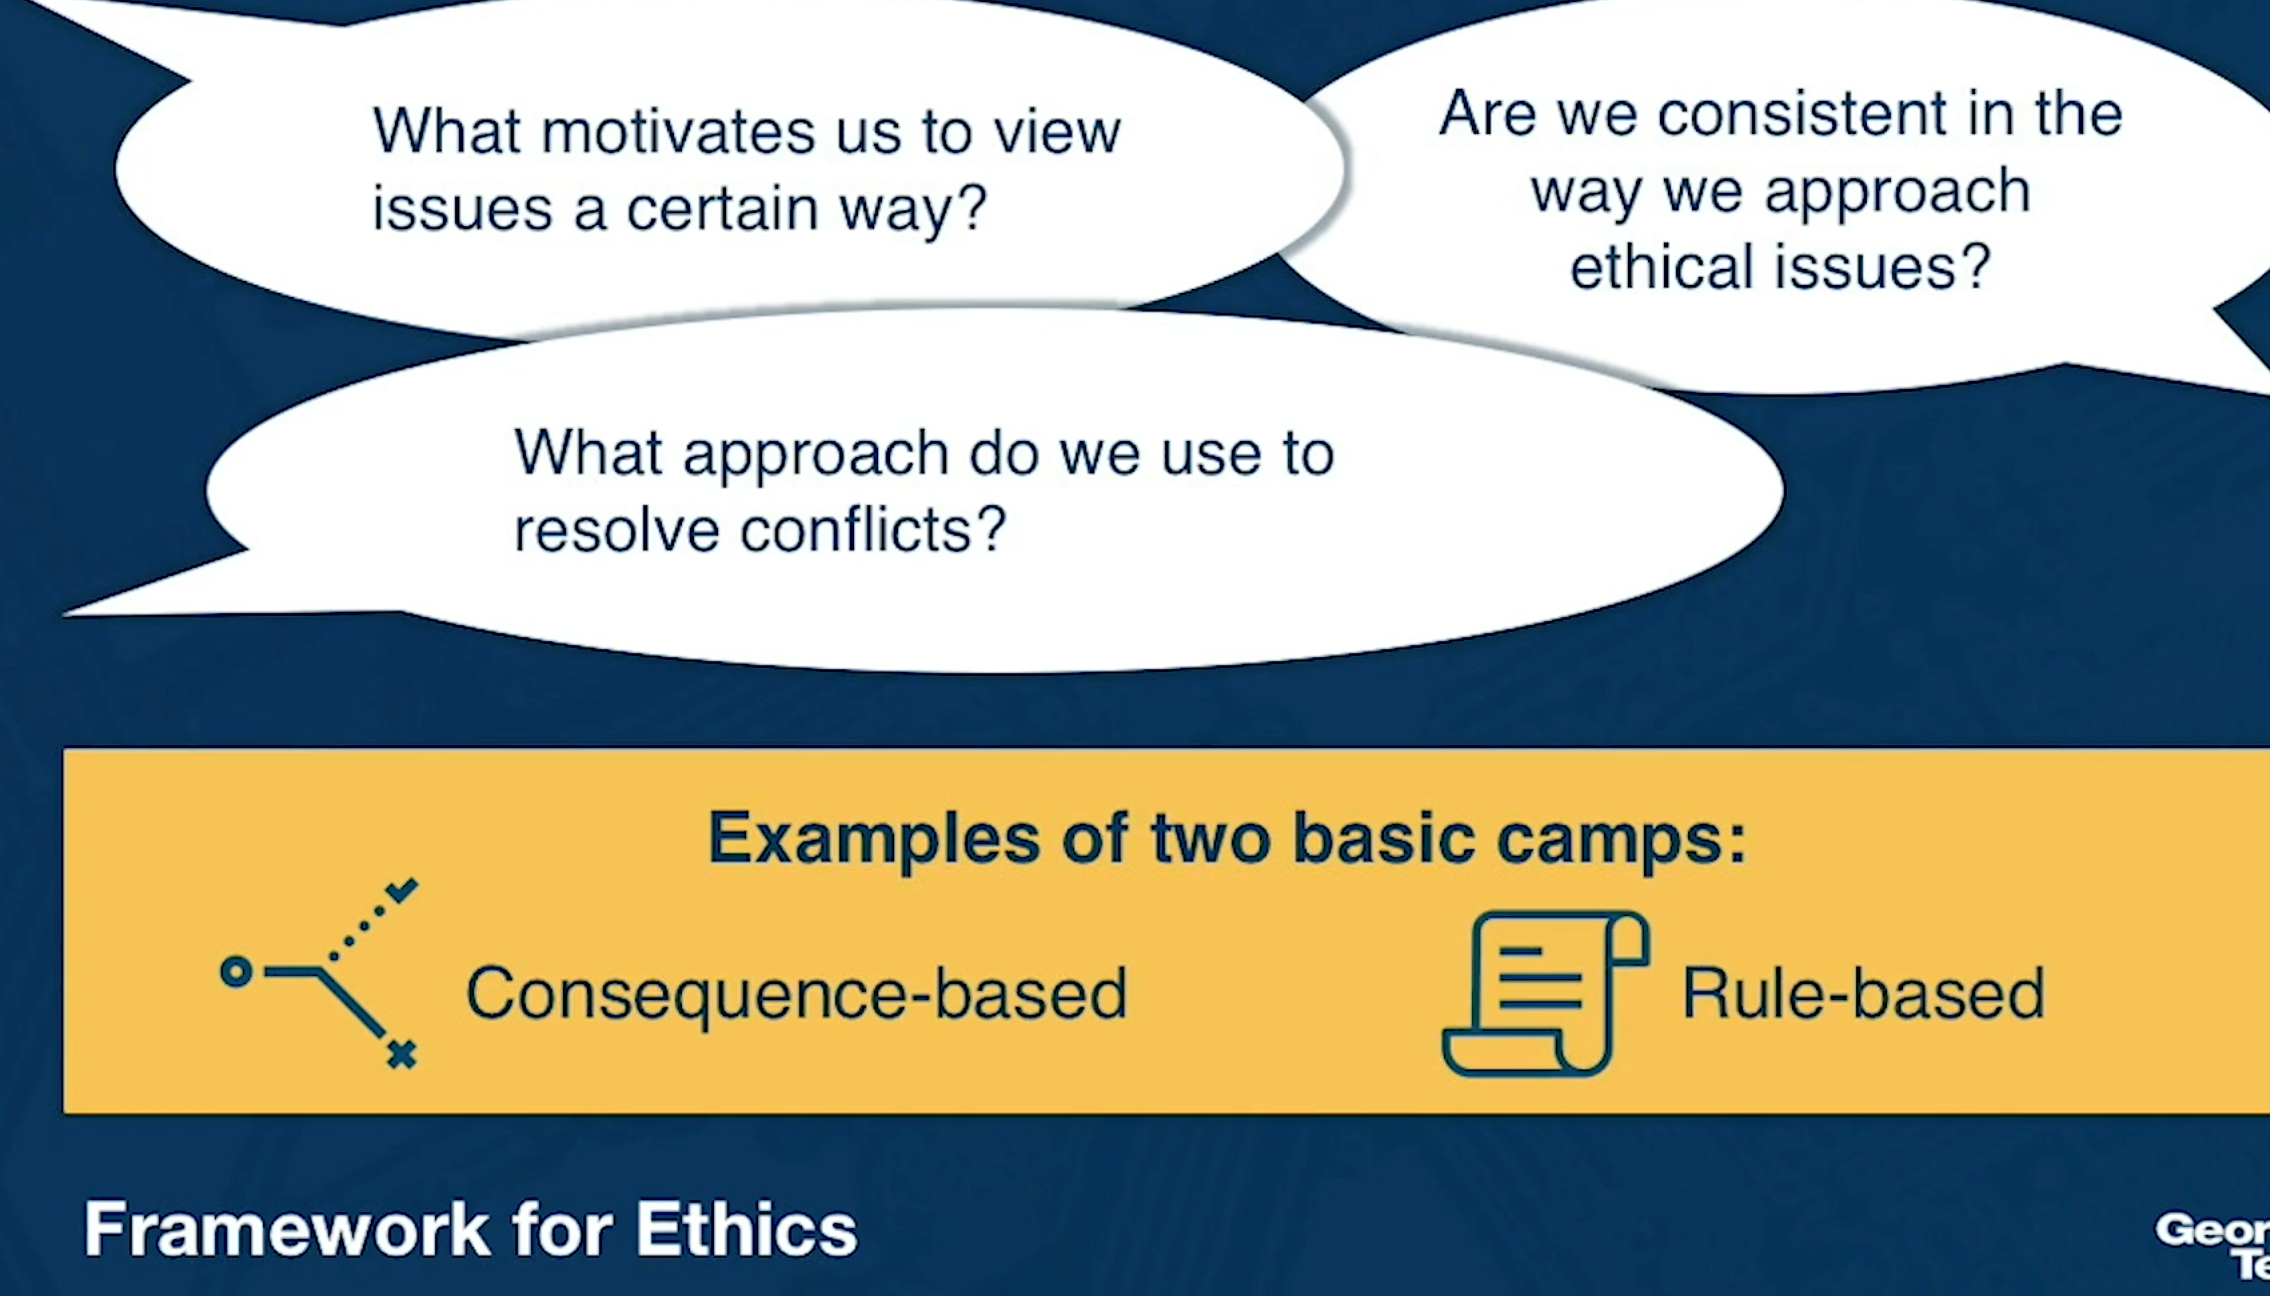 What motivates us to view
issues a certain way?
Are we consistent in the
way we approach
ethical issues?
What approach do we use to
resolve conflicts?
Examples of two basic camps:
Consequence-based
Rule-based
Framework for Ethics